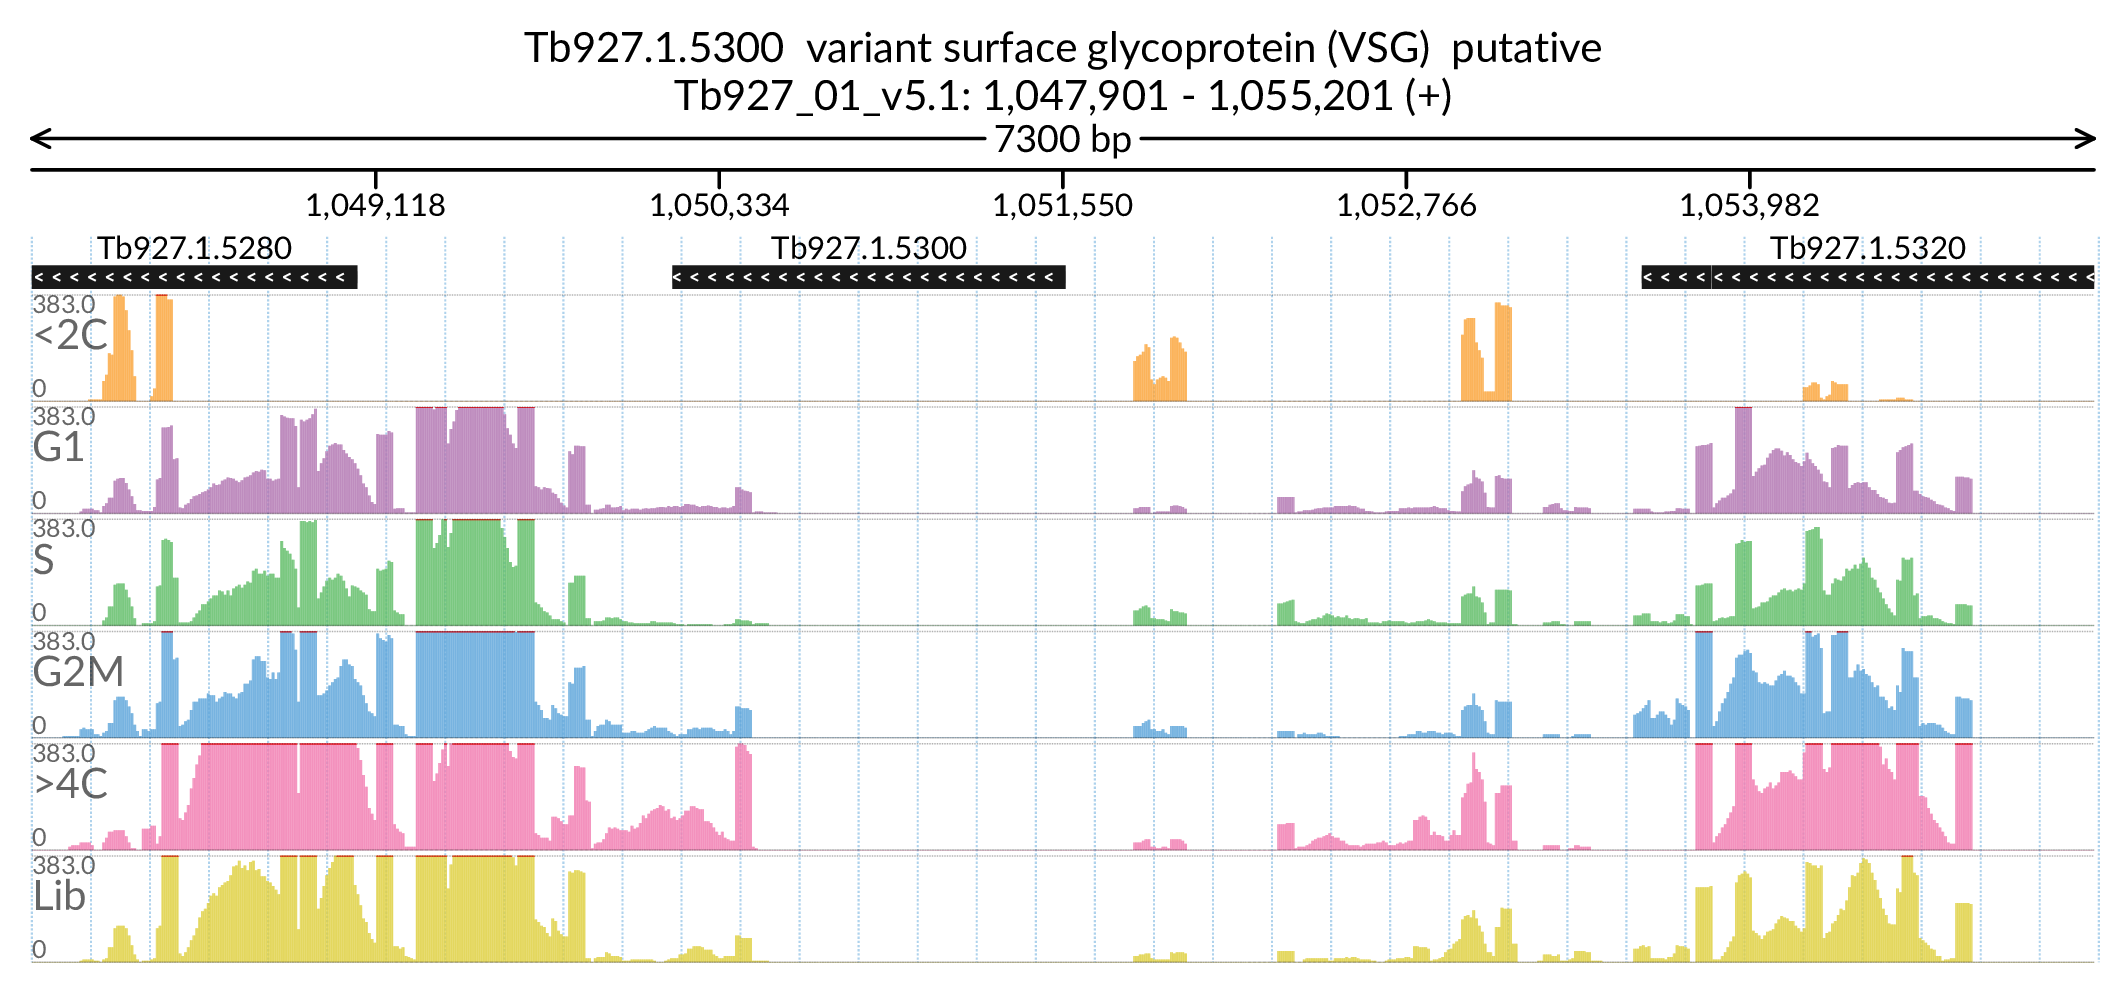 Tb927.1.5300 variant surface glycoprotein (VSG) putative
Tb927_01_v5.1: 1,047,901 - 1,055,201 (+)
7300 bp
1,049,118 1,050,334 1,051,550 1,052,766 1,053,982
Tb927.1.5280 Tb927.1.5300 Tb927.1.5320
383.0
<2C
0
383.0
G1
0
383.0
S
0
383.0
G2M
0
383.0
>4C
0
383.0
Lib
0